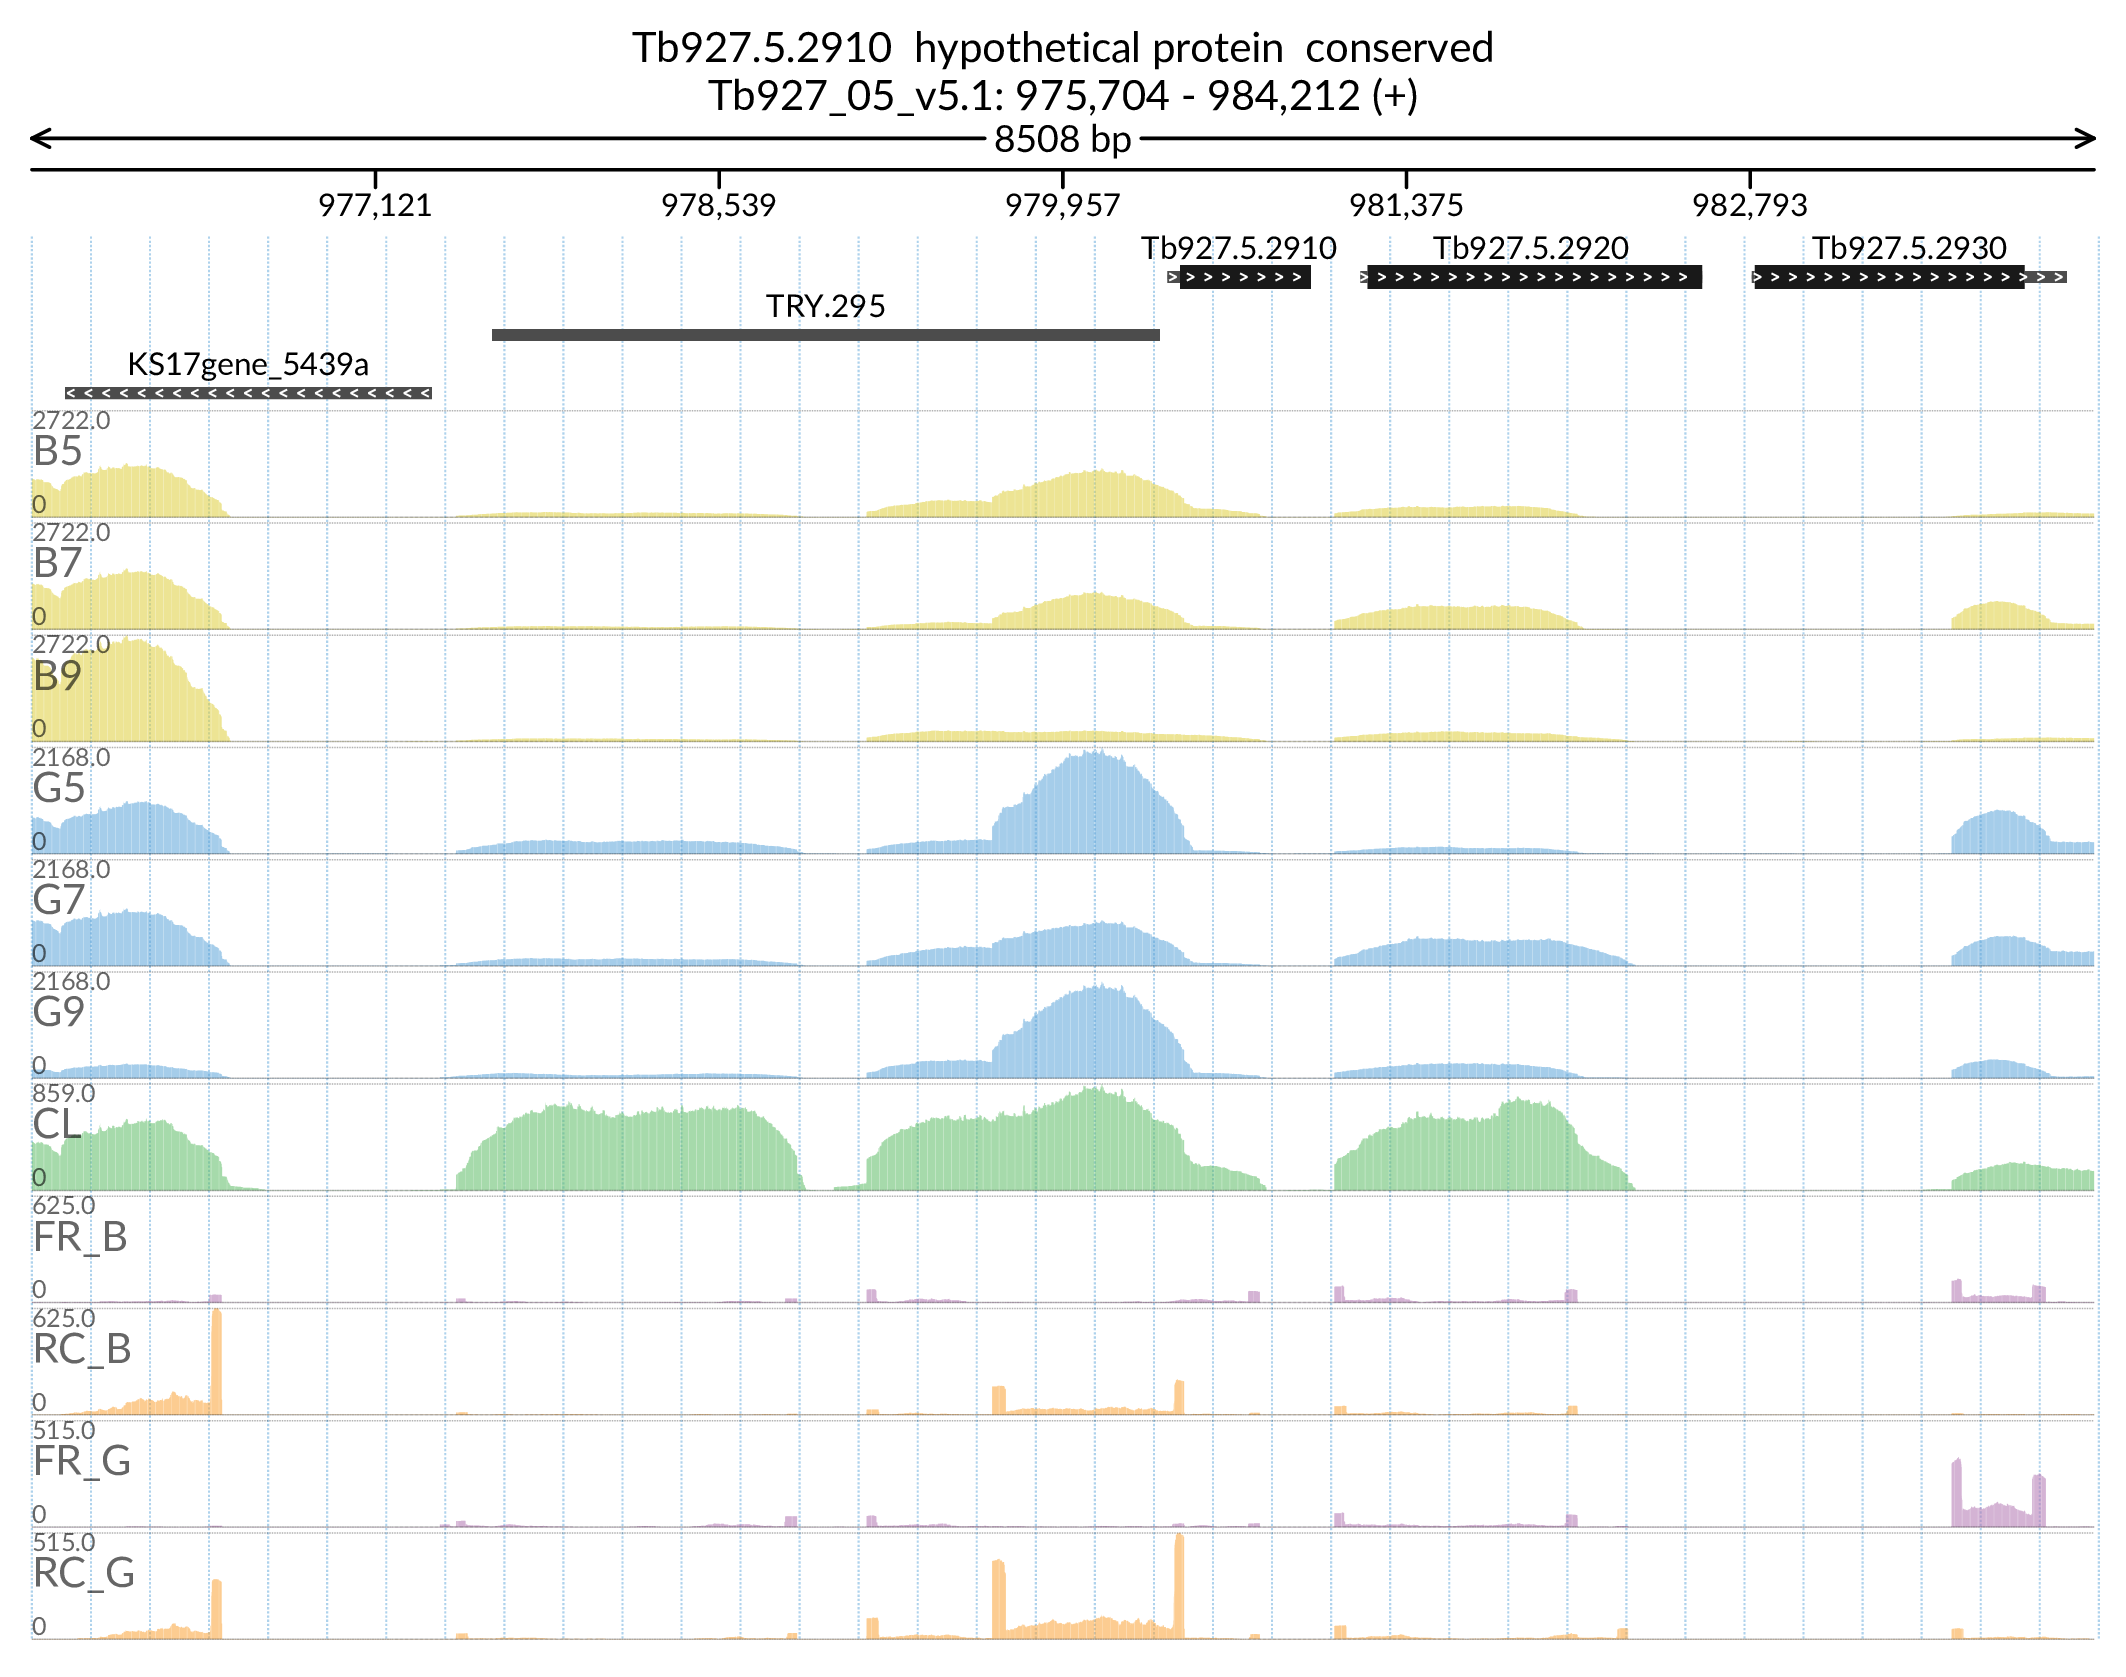 Tb927.5.2910  hypothetical protein  conserved
Tb927_05_v5.1: 975,704 - 984,212 (+)
8508 bp
977,121 978,539 979,957 981,375 982,793
Tb927.5.2910 Tb927.5.2920 Tb927.5.2930
TRY.295
KS17gene_5439a
2722.0
B5
0
2722.0
B7
0
2722.0
B9
0
2168.0
G5
0
2168.0
G7
0
2168.0
G9
0
859.0
CL
0
625.0
FR_B
0
625.0
RC_B
0
515.0
FR_G
0
515.0
RC_G
0